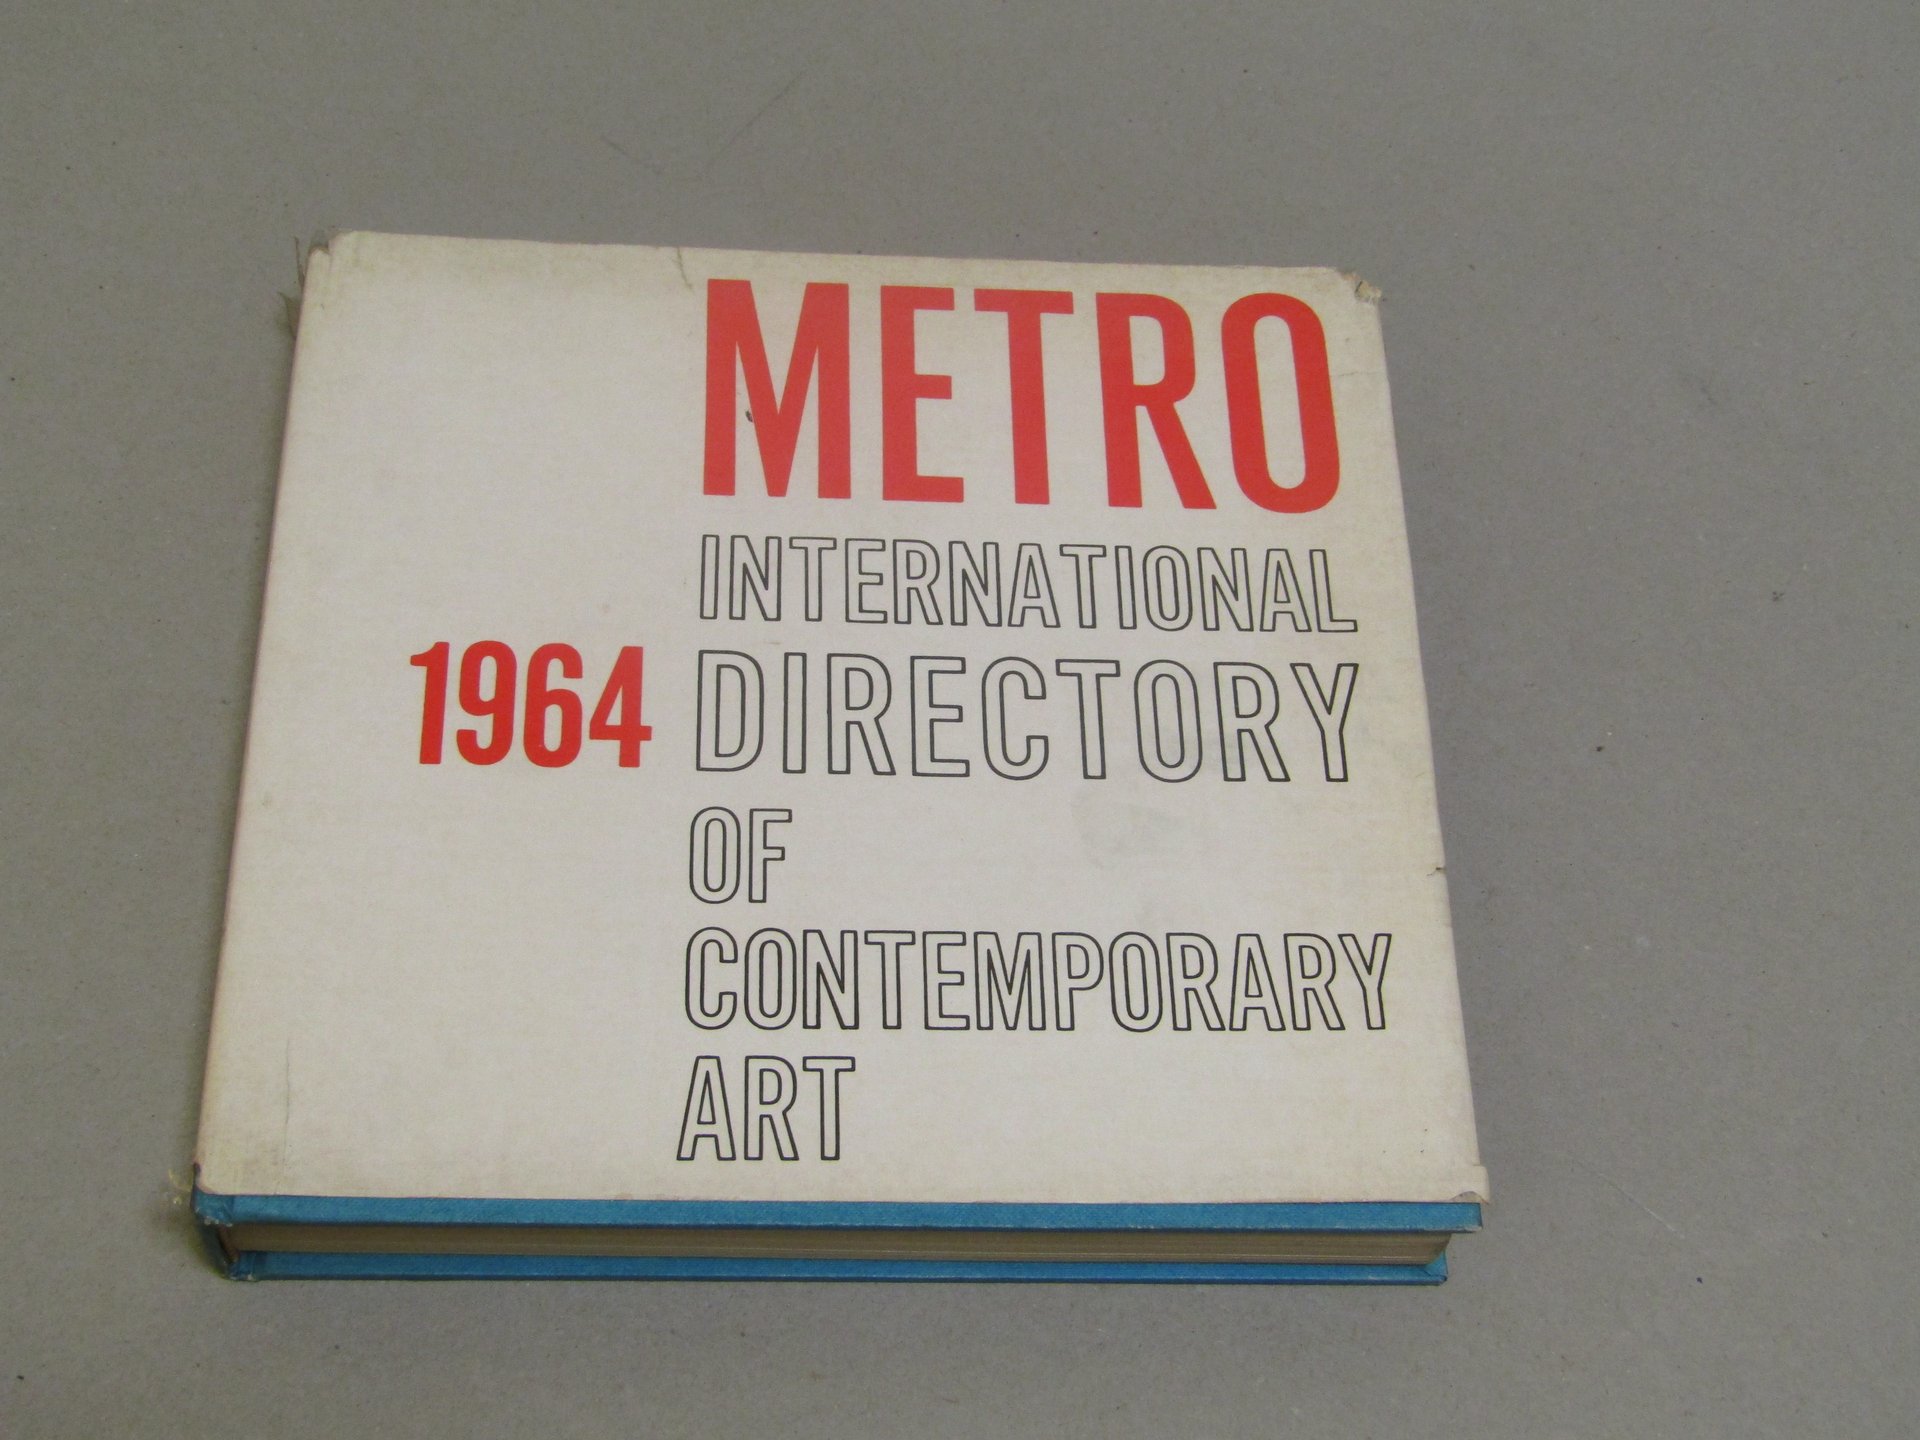 METRO
INTERNATIONAL
1964 DIRECTORY
OF
CONTEMPORARY
ART